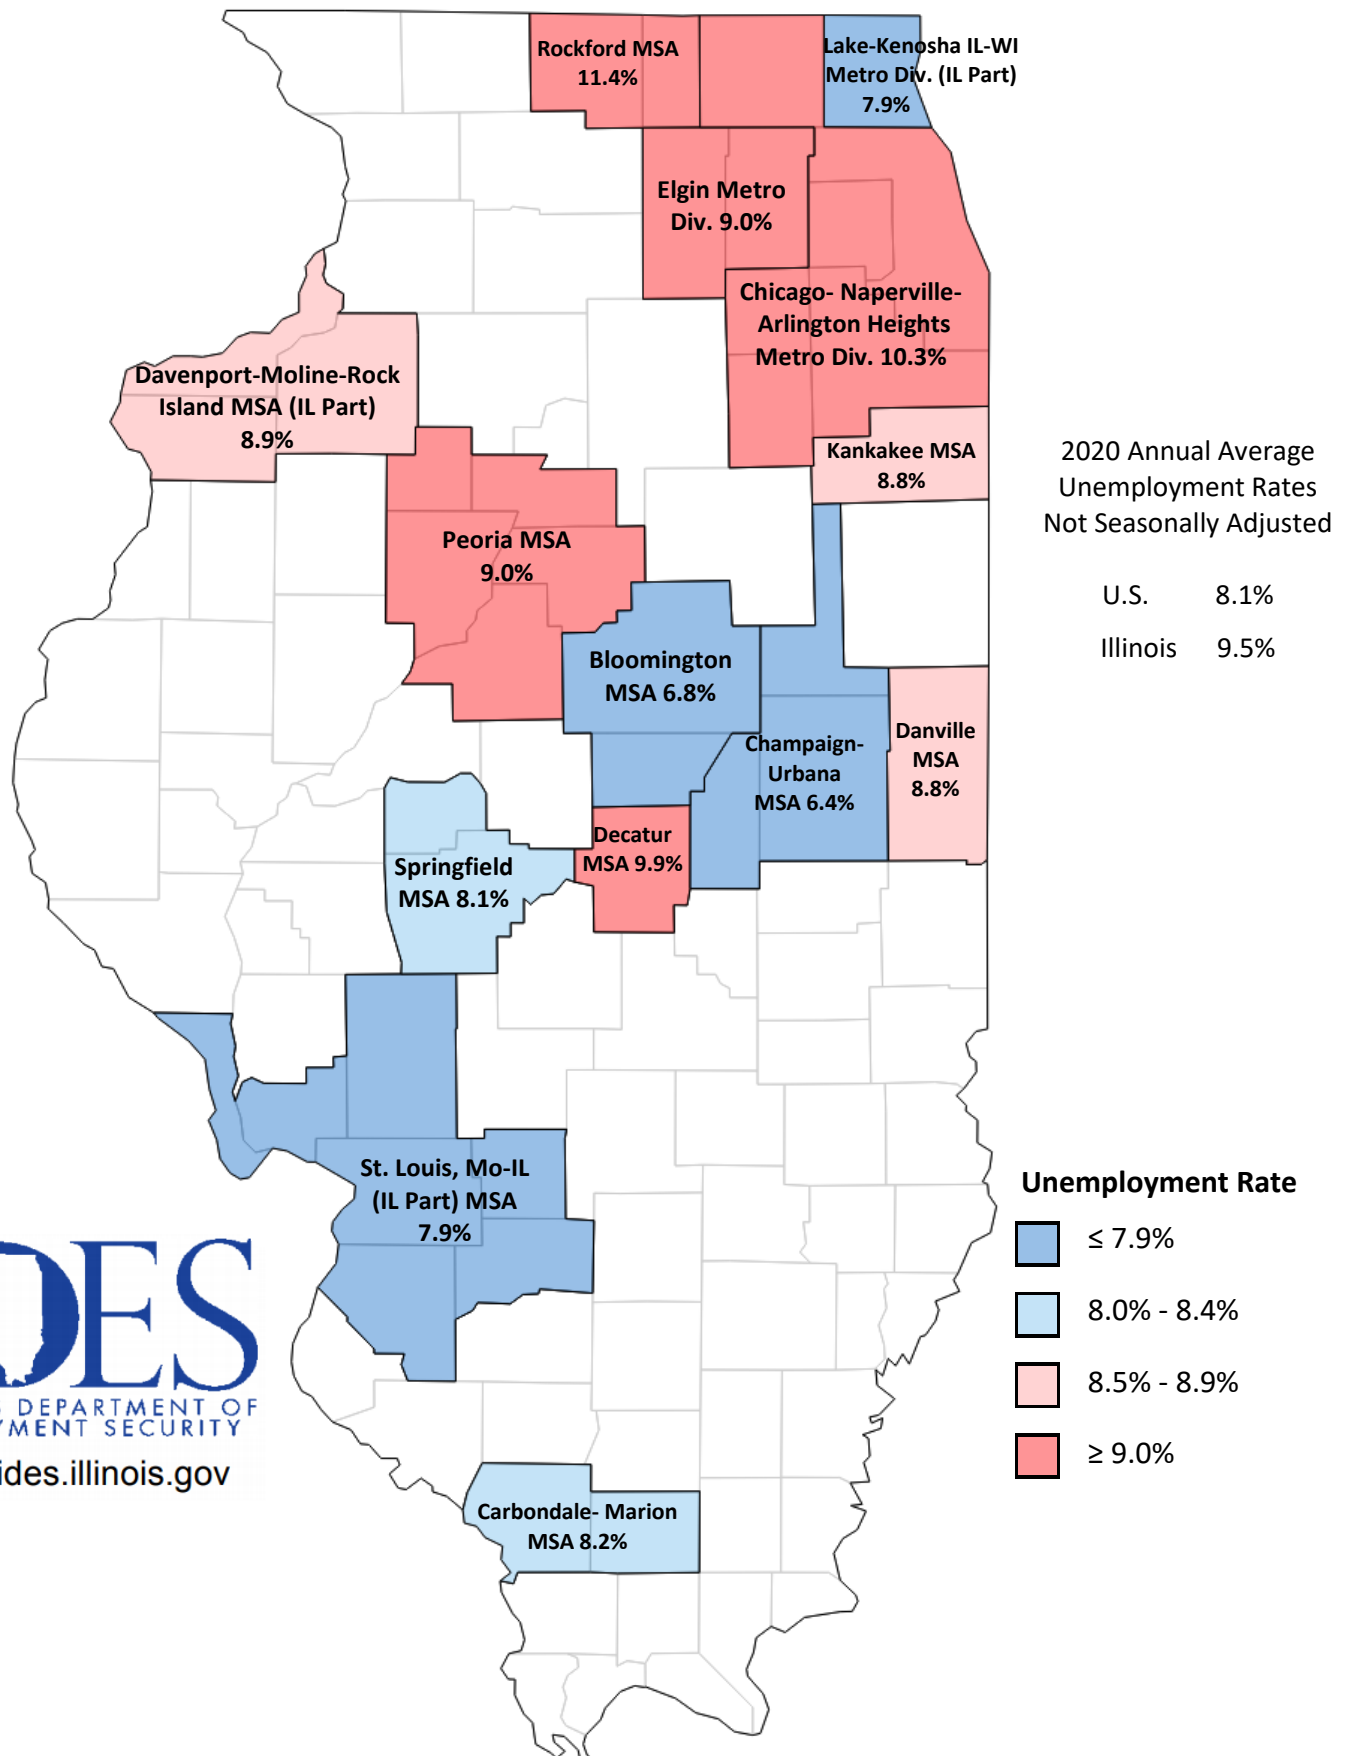 Rockford MSA
11.4%
Lake-Kenosha IL-WI
Metro Div. (IL Part)
7.9%
Elgin Metro
Div. 9.0%
Chicago- Naperville-
Arlington Heights
Metro Div. 10.3%
Davenport-Moline-Rock
Island MSA (IL Part)
8.9%
Kankakee MSA
8.8%
2020 Annual Average
Unemployment Rates
Not Seasonally Adjusted
U.S. 8.1%
Illinois 9.5%
Peoria MSA
9.0%
Bloomington
MSA 6.8%
Champaign-
Urbana
MSA 6.4%
Danville
MSA
8.8%
Decatur
MSA 9.9%
Springfield
MSA 8.1%
St. Louis, Mo-IL
(IL Part) MSA
7.9%
Unemployment Rate
≤ 7.9%
8.0% - 8.4%
8.5% - 8.9%
≥ 9.0%
DES
S DEPARTMENT OF
YMENT SECURITY
ides.illinois.gov
Carbondale- Marion
MSA 8.2%